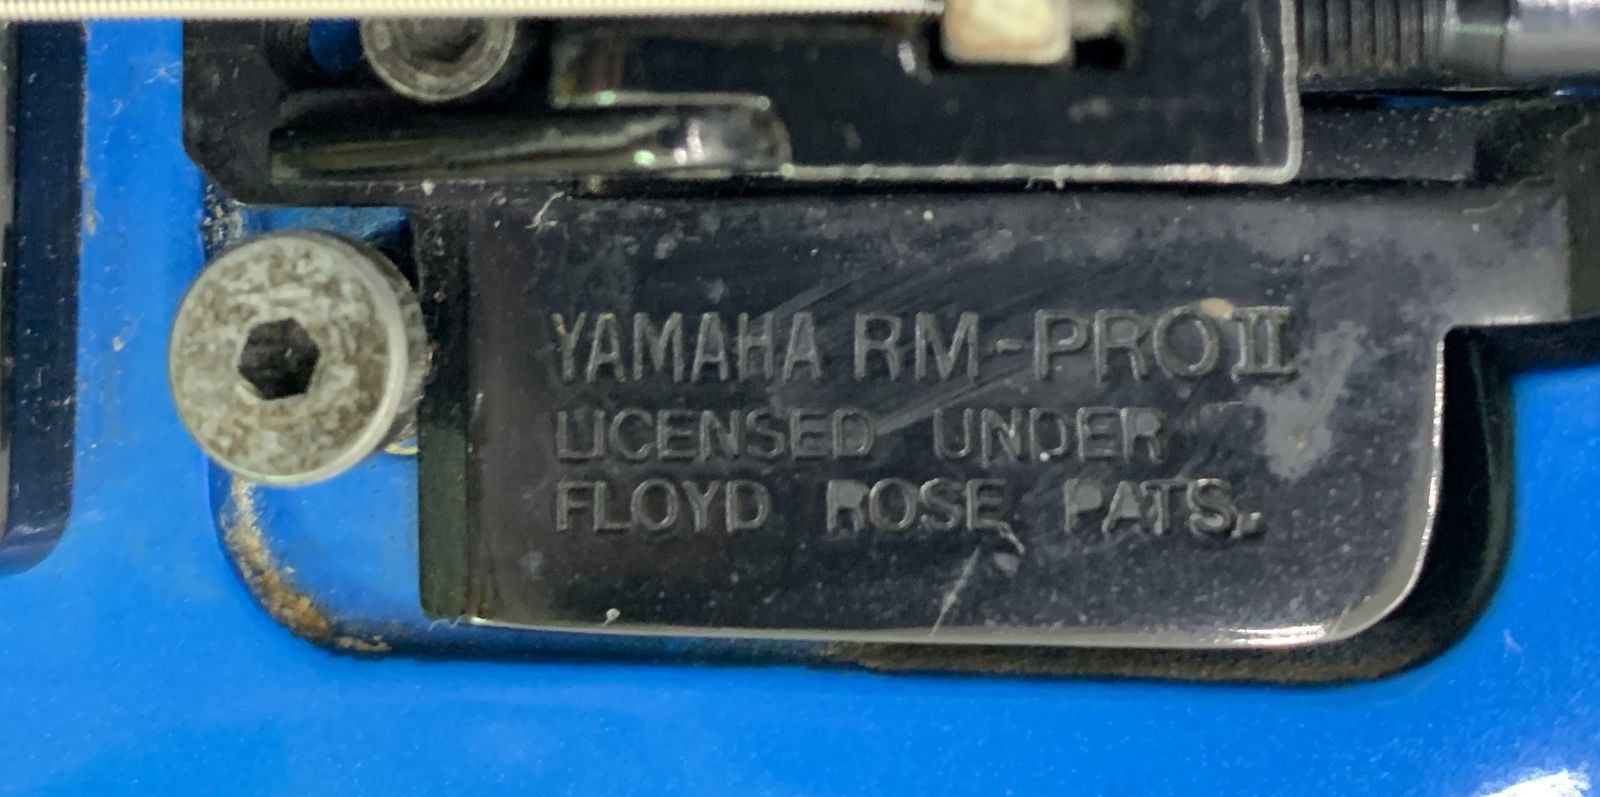 YAMAHA RM-PRO II
LICENSED UNDER
FLOYD ROSE PATS.